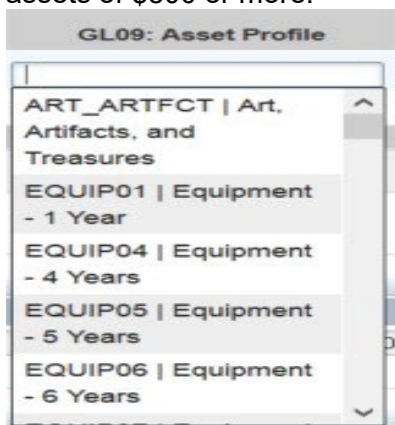 assets of $500 or more.
GL09: Asset Profile
ART_ARTFCT | Art,
Artifacts, and
Treasures
EQUIP01 | Equipment
- 1 Year
EQUIP04 | Equipment
- 4 Years
EQUIP05 | Equipment
- 5 Years
EQUIP06 | Equipment
- 6 Years